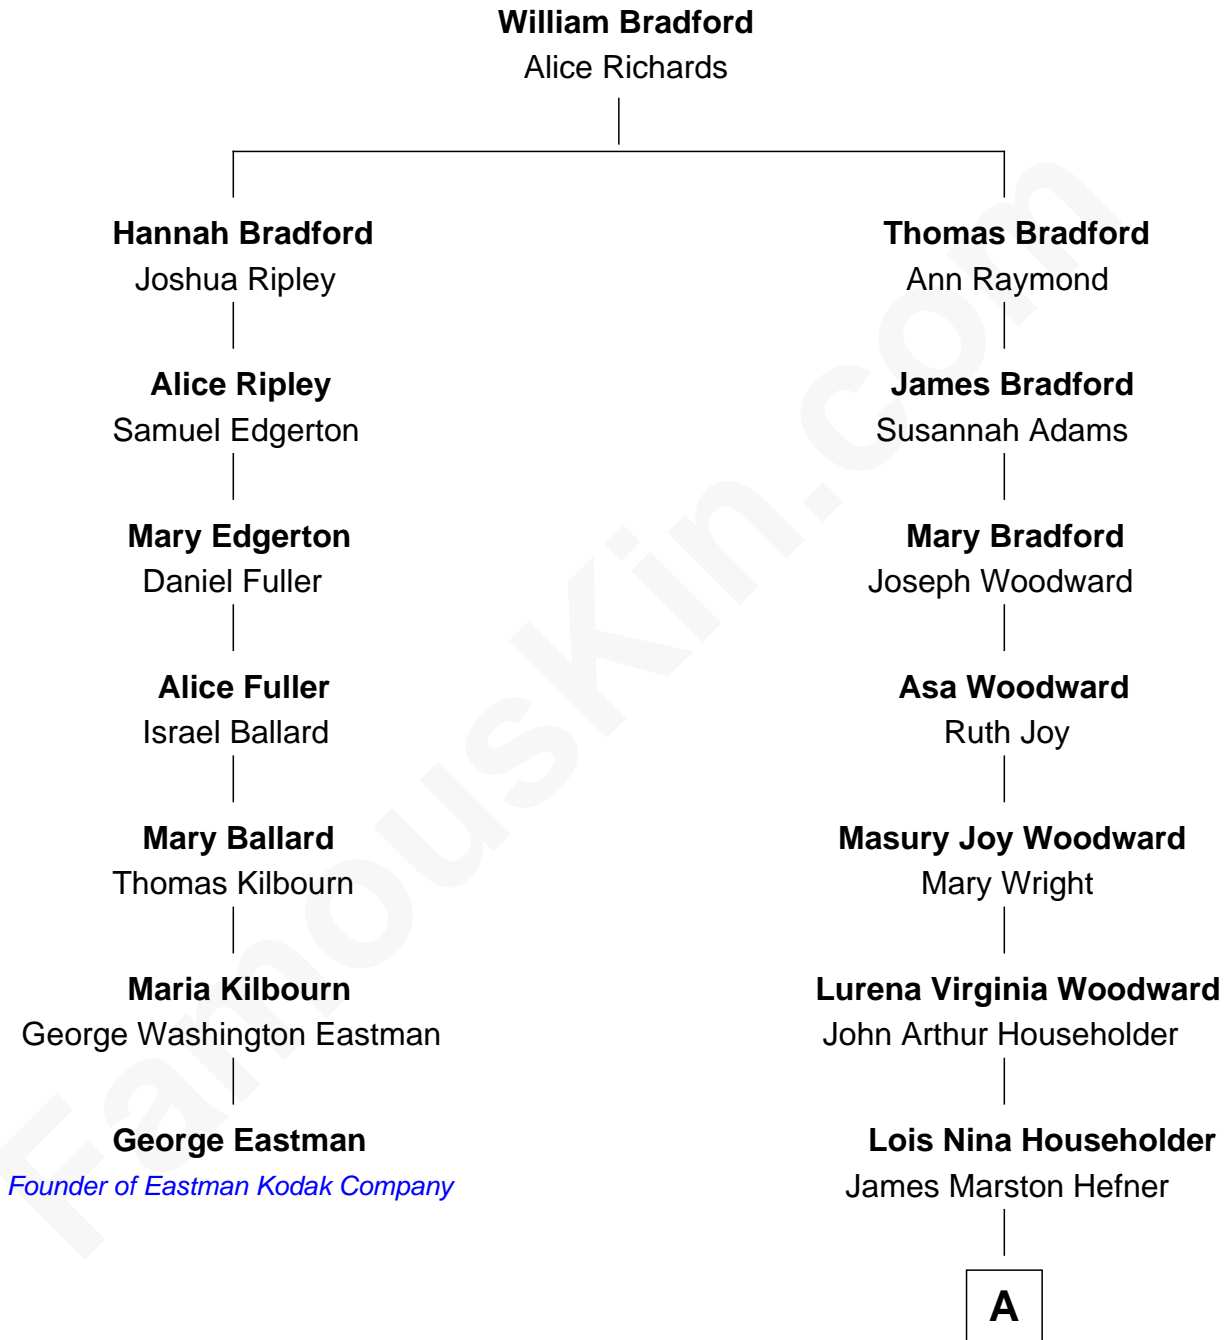 William Bradford
Alice Richards
Hannah Bradford
Joshua Ripley
Alice Ripley
Samuel Edgerton
Mary Edgerton
Daniel Fuller
Alice Fuller
Israel Ballard
Mary Ballard
Thomas Kilbourn
Maria Kilbourn
George Washington Eastman
George Eastman
Founder of Eastman Kodak Company
Thomas Bradford
Ann Raymond
James Bradford
Susannah Adams
Mary Bradford
Joseph Woodward
Asa Woodward
Ruth Joy
Masury Joy Woodward
Mary Wright
Lurena Virginia Woodward
John Arthur Householder
Lois Nina Householder
James Marston Hefner
A
FamousKin.com